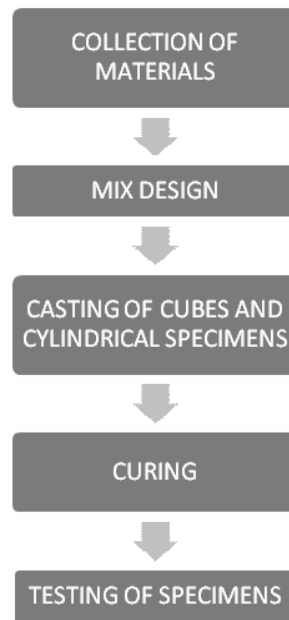 COLLECTION OF
MATERIALS
MIX DESIGN
CASTING OF CUBES AND
CYLINDRICAL SPECIMENS
CURING
TESTING OF SPECIMENS